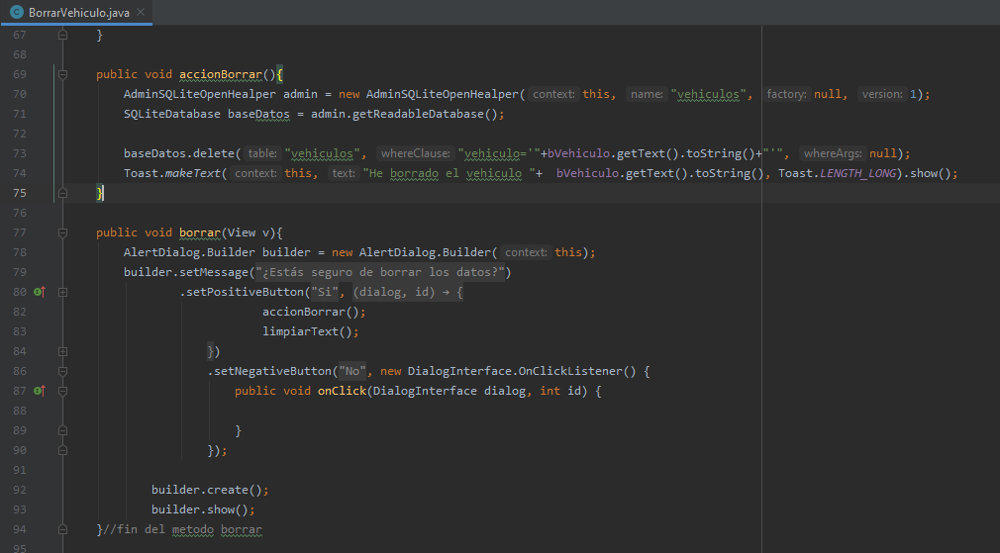 BorrarVehiculo.java
67 }
68
69 public void accionBorrar(){
70 AdminSQLiteOpenHealper admin = new AdminSQLiteOpenHealper( context: this, name: "vehiculos", factory: null, version: 1);
71 SQLiteDatabase baseDatos = admin.getReadableDatabase();
72
73 baseDatos.delete( table: "vehiculos", whereClause: "vehiculo='"+bVehiculo.getText().toString()+"'", whereArgs: null);
74 Toast.makeText( context: this, text: "He borrado el vehiculo "+ bVehiculo.getText().toString(), Toast.LENGTH_LONG).show();
75 }
76
77 public void borrar(View v){
78 AlertDialog.Builder builder = new AlertDialog.Builder( context: this);
79 builder.setMessage("¿Estás seguro de borrar los datos?")
80 .setPositiveButton("Si", (dialog, id) → {
82 accionBorrar();
83 limpiarText();
84 })
86 .setNegativeButton("No", new DialogInterface.OnClickListener() {
87 public void onClick(DialogInterface dialog, int id) {
88
89 }
90 });
91
92 builder.create();
93 builder.show();
94 }//fin del metodo borrar
95